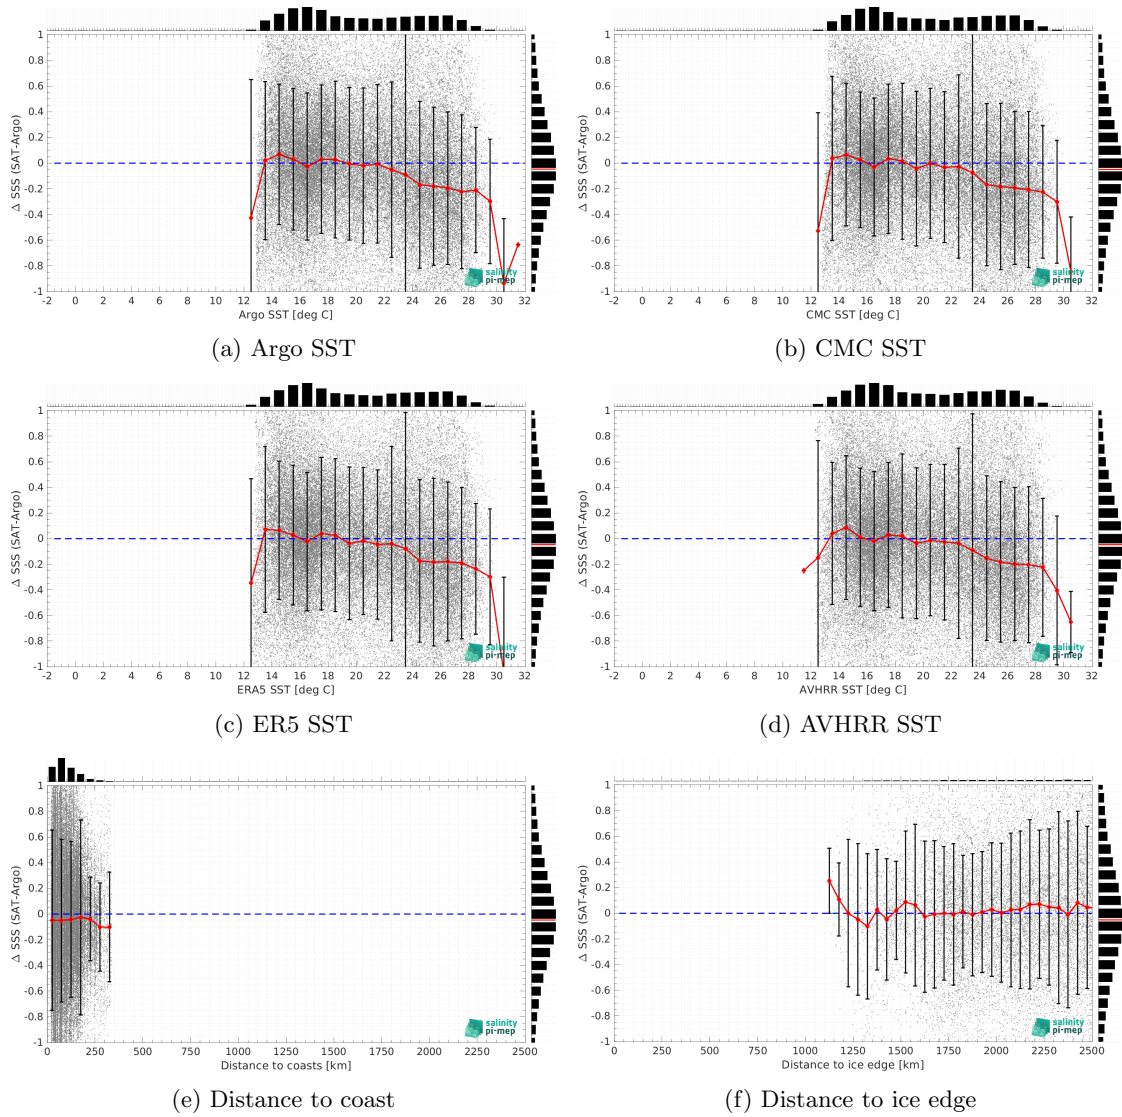 1
0.8
0.6
0.4
0.2
0
-0.2
-0.4
-0.6
-0.8
-1
Δ SSS (SAT-Argo)
-2 0 2 4 6 8 10 12 14 16 18 20 22 24 26 28 30 32
Argo SST [deg C]
salinity
pi-mep
(a) Argo SST
1
0.8
0.6
0.4
0.2
0
-0.2
-0.4
-0.6
-0.8
-1
Δ SSS (SAT-Argo)
-2 0 2 4 6 8 10 12 14 16 18 20 22 24 26 28 30 32
CMC SST [deg C]
salinity
pi-mep
(b) CMC SST
1
0.8
0.6
0.4
0.2
0
-0.2
-0.4
-0.6
-0.8
-1
Δ SSS (SAT-Argo)
-2 0 2 4 6 8 10 12 14 16 18 20 22 24 26 28 30 32
ERA5 SST [deg C]
salinity
pi-mep
(c) ER5 SST
1
0.8
0.6
0.4
0.2
0
-0.2
-0.4
-0.6
-0.8
-1
Δ SSS (SAT-Argo)
-2 0 2 4 6 8 10 12 14 16 18 20 22 24 26 28 30 32
AVHRR SST [deg C]
salinity
pi-mep
(d) AVHRR SST
1
0.8
0.6
0.4
0.2
0
-0.2
-0.4
-0.6
-0.8
-1
Δ SSS (SAT-Argo)
0 250 500 750 1000 1250 1500 1750 2000 2250 2500
Distance to coasts [km]
salinity
pi-mep
(e) Distance to coast
1
0.8
0.6
0.4
0.2
0
-0.2
-0.4
-0.6
-0.8
-1
Δ SSS (SAT-Argo)
0 250 500 750 1000 1250 1500 1750 2000 2250 2500
Distance to ice edge [km]
salinity
pi-mep
(f) Distance to ice edge